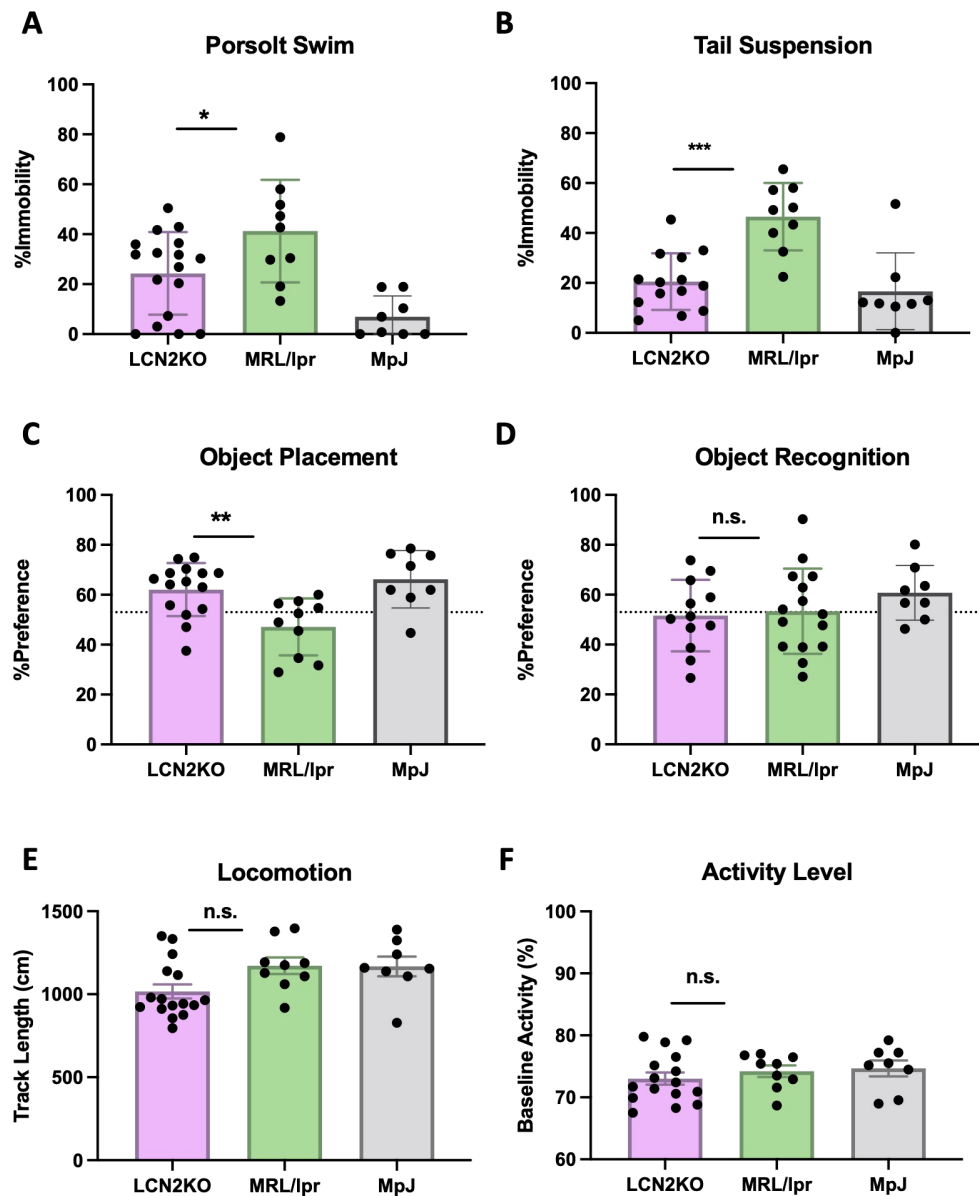 A
Porsolt Swim
%Immobility
100
80
60
40
20
0
*
LCN2KO MRL/lpr MpJ
B
Tail Suspension
%Immobility
100
80
60
40
20
0
***
LCN2KO MRL/lpr MpJ
C
Object Placement
%Preference
100
80
60
40
20
0
**
LCN2KO MRL/lpr MpJ
D
Object Recognition
%Preference
100
80
60
40
20
0
n.s.
LCN2KO MRL/lpr MpJ
E
Locomotion
Track Length (cm)
1500
1000
500
0
n.s.
LCN2KO MRL/lpr MpJ
F
Activity Level
Baseline Activity (%)
100
90
80
70
60
n.s.
LCN2KO MRL/lpr MpJ